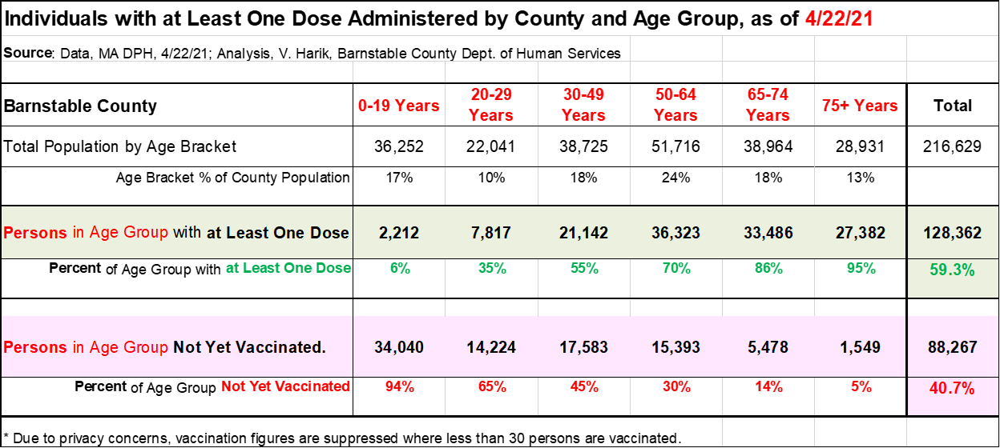 Individuals with at Least One Dose Administered by County and Age Group, as of 4/22/21
Source: Data, MA DPH, 4/22/21; Analysis, V. Harik, Barnstable County Dept. of Human Services
Barnstable County 0-19 Years 20-29 Years 30-49 Years 50-64 Years 65-74 Years 75+ Years Total
Total Population by Age Bracket 36,252 22,041 38,725 51,716 38,964 28,931 216,629
Age Bracket % of County Population 17% 10% 18% 24% 18% 13%
Persons in Age Group with at Least One Dose 2,212 7,817 21,142 36,323 33,486 27,382 128,362
Percent of Age Group with at Least One Dose 6% 35% 55% 70% 86% 95% 59.3%
Persons in Age Group Not Yet Vaccinated. 34,040 14,224 17,583 15,393 5,478 1,549 88,267
Percent of Age Group Not Yet Vaccinated 94% 65% 45% 30% 14% 5% 40.7%
* Due to privacy concerns, vaccination figures are suppressed where less than 30 persons are vaccinated.